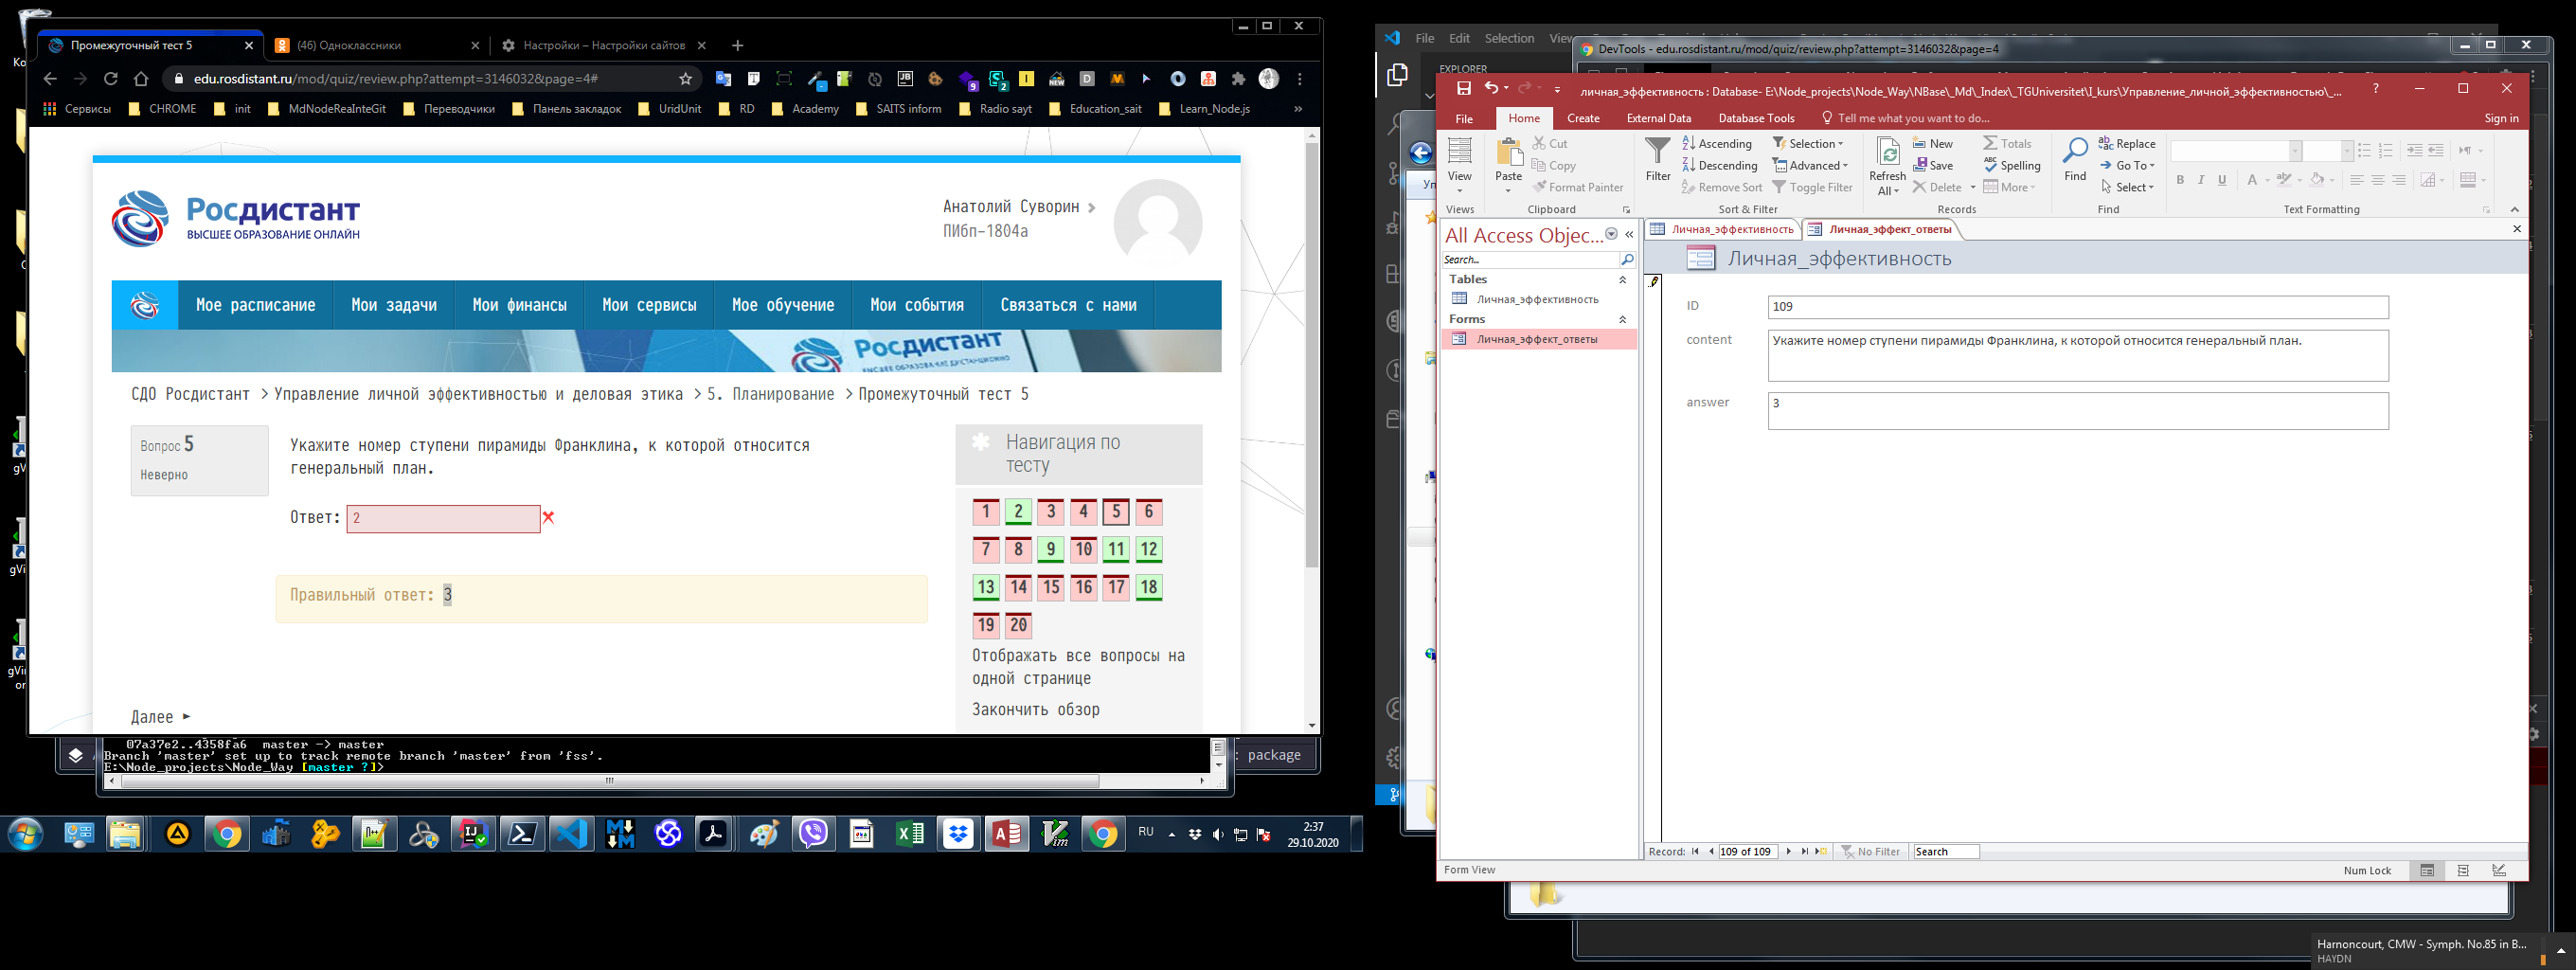 Промежуточный тест 5
(46) Одноклассники
Настройки – Настройки сайтов
edu.rosdistant.ru/mod/quiz/review.php?attempt=3146032&page=4#
Сервисы
CHROME
init
MdNodeReaInteGit
Переводчики
Панель закладок
UridUnit
RD
Academy
SAITS inform
Radio sayt
Education_sait
Learn_Node.js
Росдистант
ВЫСШЕЕ ОБРАЗОВАНИЕ ОНЛАЙН
Анатолий Суворин
ПИбп-1804а
Мое расписание
Мои задачи
Мои финансы
Мои сервисы
Мое обучение
Мои события
Связаться с нами
Росдистант
СДО Росдистант > Управление личной эффективностью и деловая этика > 5. Планирование > Промежуточный тест 5
Вопрос 5
Неверно
Укажите номер ступени пирамиды Франклина, к которой относится
генеральный план.
Ответ: 2
Правильный ответ: 3
Навигация по
тесту
1 2 3 4 5 6
7 8 9 10 11 12
13 14 15 16 17 18
19 20
Отображать все вопросы на
одной странице
Закончить обзор
Далее
07a37e2..4358fa6  master -> master
Branch 'master' set up to track remote branch 'master' from 'fss'.
E:\Node_projects\Node_Way [master ?]>
: package
RU
2:37
29.10.2020
File Edit Selection
EXPLORER
DevTools - edu.rosdistant.ru/mod/quiz/review.php?attempt=3146032&page=4
личная_эффективность : Database- E:\Node_projects\Node_Way\NBase\_Md\_Index\_TGUniversitet\I_kurs\Управление_личной_эффективностью\_...
File Home Create External Data Database Tools Tell me what you want to do...
Sign in
View
Views
Paste
Cut
Copy
Format Painter
Clipboard
Filter
Ascending
Descending
Remove Sort
Selection
Advanced
Toggle Filter
Sort & Filter
Refresh
All
New
Save
Delete
Totals
Spelling
More
Records
Find
Replace
Go To
Select
Find
B I U A
Text Formatting
All Access Objec...
Search...
Tables
Личная_эффективность
Forms
Личная_эффект_ответы
Личная_эффективность
Личная_эффект_ответы
Личная_эффективность
ID
109
content
Укажите номер ступени пирамиды Франклина, к которой относится генеральный план.
answer
3
Record: 109 of 109 No Filter Search
Form View
Num Lock
Harnoncourt, CMW - Symph. No.85 in B...
HAYDN